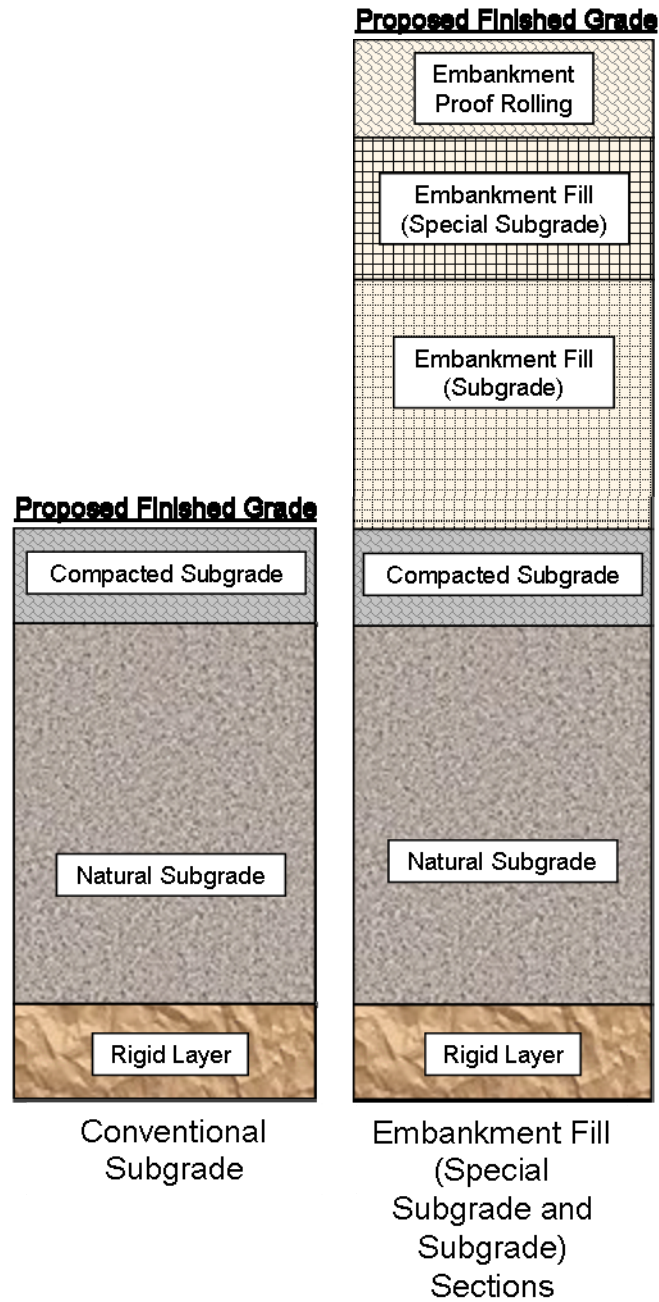 Proposed Finished Grade
Embankment
Proof Rolling
Embankment Fill
(Special Subgrade)
Embankment Fill
(Subgrade)
Proposed Finished Grade
Compacted Subgrade
Compacted Subgrade
Natural Subgrade
Natural Subgrade
Rigid Layer
Rigid Layer
Conventional
Subgrade
Embankment Fill
(Special
Subgrade and
Subgrade)
Sections